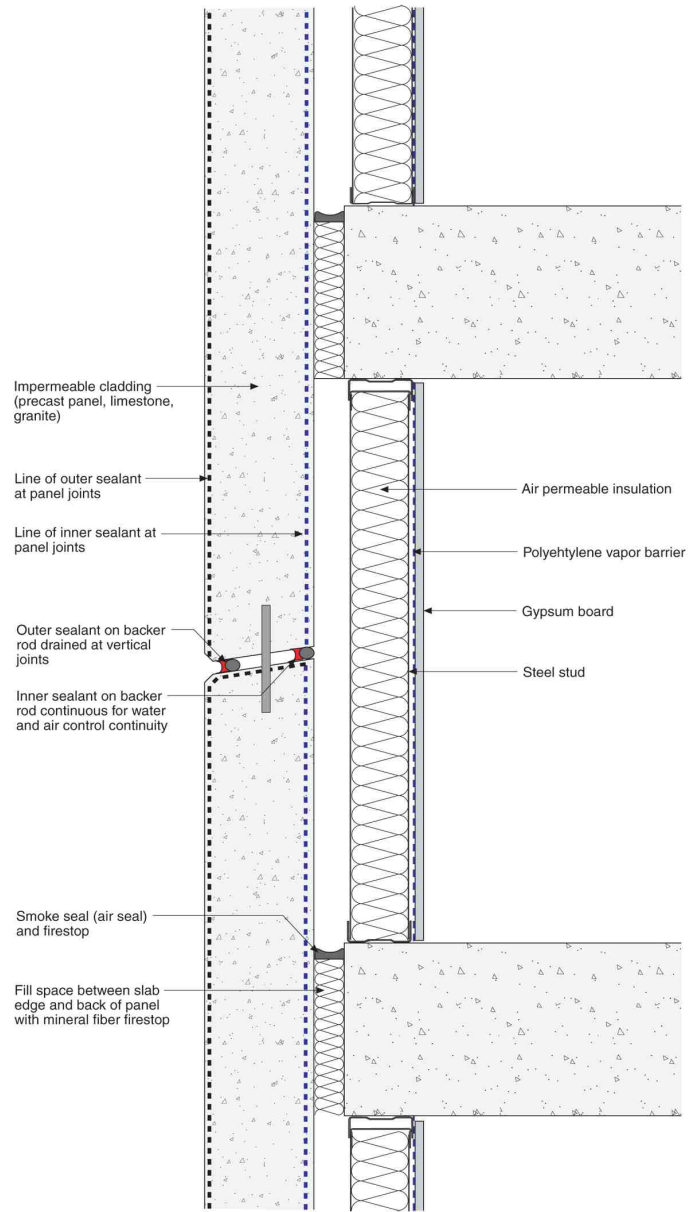 Impermeable cladding
(precast panel, limestone,
granite)
Line of outer sealant
at panel joints
Line of inner sealant at
panel joints
Outer sealant on backer
rod drained at vertical
joints
Inner sealant on backer
rod continuous for water
and air control continuity
Smoke seal (air seal)
and firestop
Fill space between slab
edge and back of panel
with mineral fiber firestop
Air permeable insulation
Polyehtylene vapor barrier
Gypsum board
Steel stud